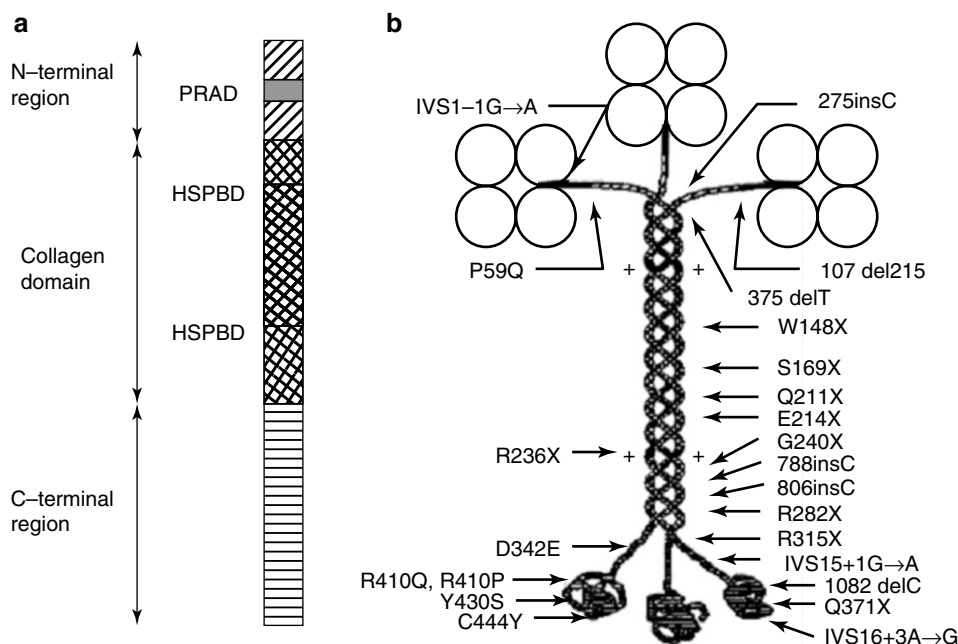 a
N–terminal
region
PRAD
HSPBD
Collagen
domain
HSPBD
C–terminal
region
b
IVS1–1G→A
275insC
P59Q
+ +
107 del215
375 delT
W148X
S169X
Q211X
E214X
R236X
+ +
G240X
788insC
806insC
R282X
R315X
D342E
IVS15+1G→A
R410Q, R410P
1082 delC
Y430S
Q371X
C444Y
IVS16+3A→G